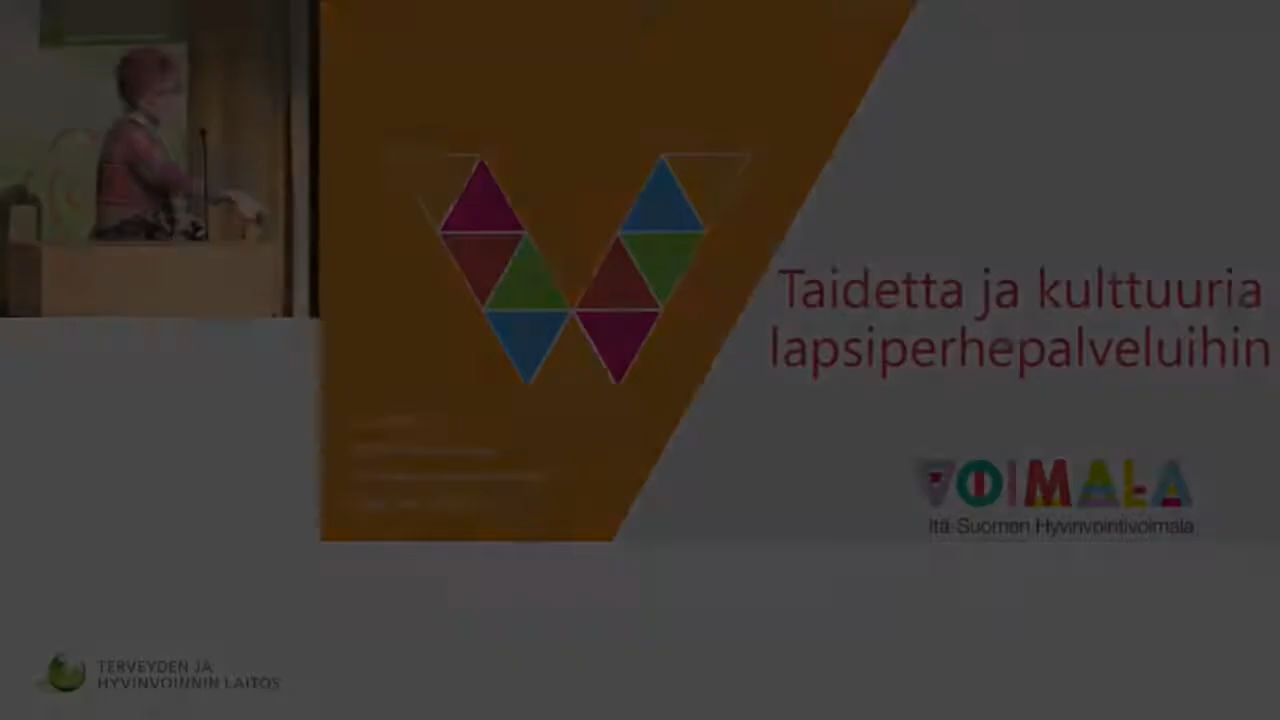 Taidetta ja kulttuuria
lapsiperhepalveluihin
VOIMALA
Itä-Suomen Hyvinvointivoimala
TERVEYDEN JA
HYVINVOINNIN LAITOS